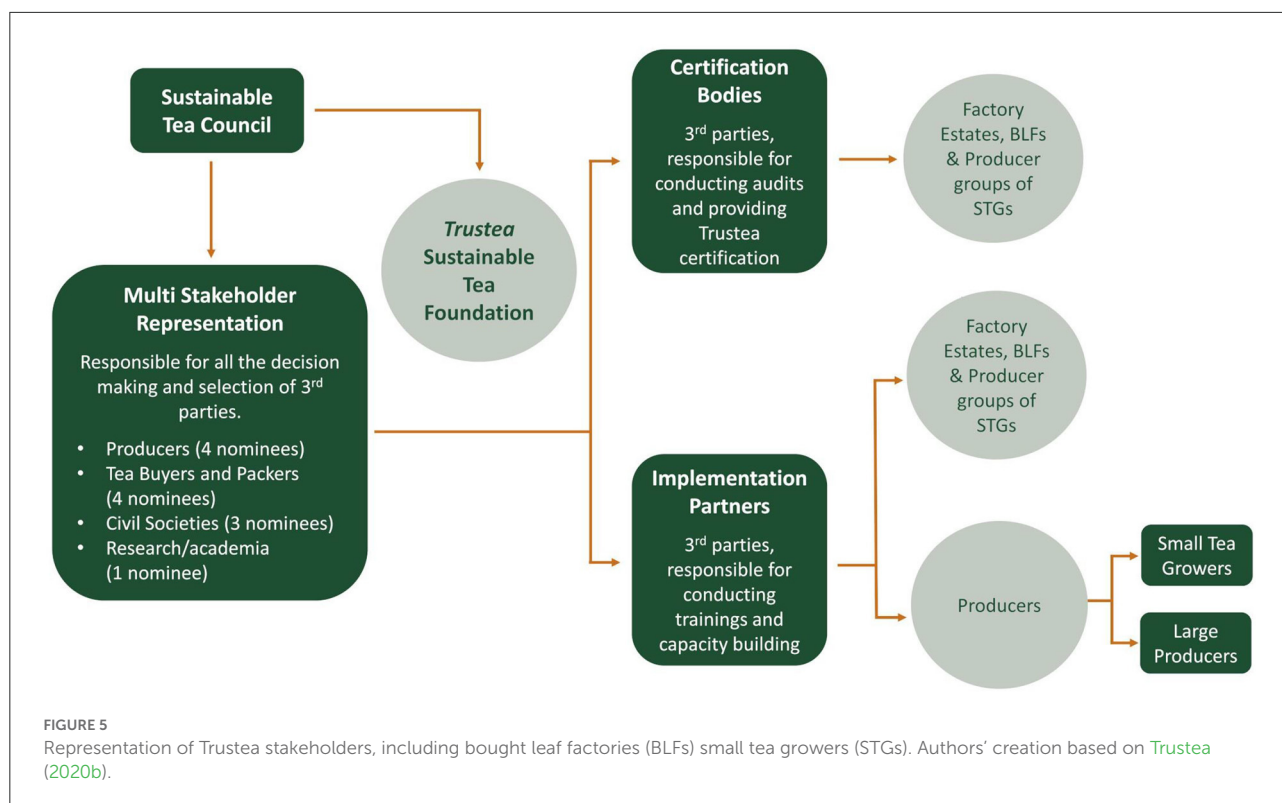 Sustainable
Tea Council
Multi Stakeholder
Representation
Responsible for all the decision
making and selection of 3rd
parties.
• Producers (4 nominees)
• Tea Buyers and Packers
(4 nominees)
• Civil Societies (3 nominees)
• Research/academia
(1 nominee)
Trustea
Sustainable
Tea
Foundation
Certification
Bodies
3rd parties,
responsible for
conducting audits
and providing
Trustea
certification
Factory
Estates, BLFs
& Producer
groups of
STGs
Implementation
Partners
3rd parties,
responsible for
conducting
trainings and
capacity building
Factory
Estates, BLFs
& Producer
groups of
STGs
Producers
Small Tea
Growers
Large
Producers
FIGURE 5
Representation of Trustea stakeholders, including bought leaf factories (BLFs) small tea growers (STGs). Authors' creation based on Trustea
(2020b).